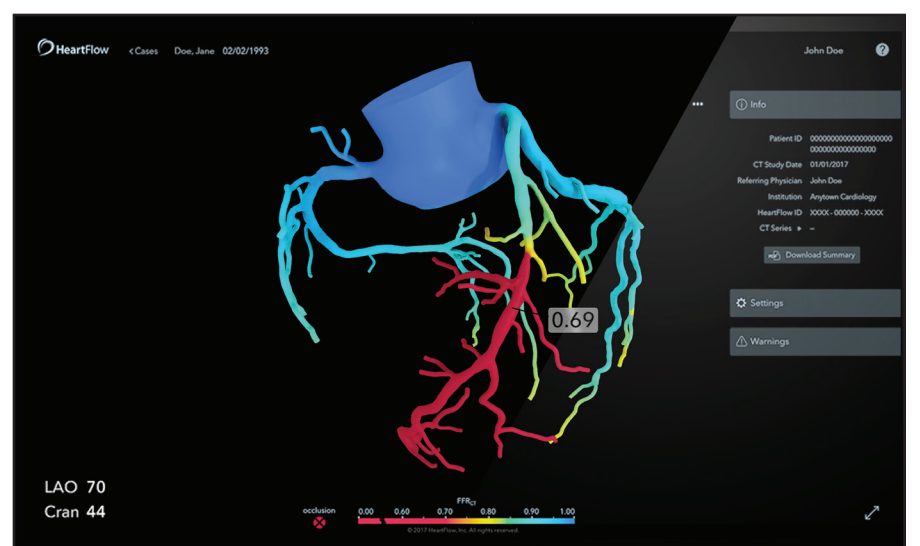 HeartFlow < Cases Doe, Jane 02/02/1993 John Doe ?
Info
Patient ID 0000000000000000000
000000000000000
CT Study Date 01/01/2017
Referring Physician John Doe
Institution Anytown Cardiology
HeartFlow ID XXXX - 000000 - XXXX
CT Series ▸ –
PDF Download Summary
Settings
Warnings
0.69
LAO 70
Cran 44
occlusion
FFRCT
0.00 0.60 0.70 0.80 0.90 1.00
© 2017 HeartFlow, Inc. All rights reserved.